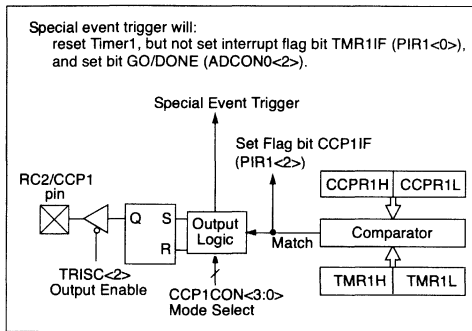 Special event trigger will:
reset Timer1, but not set interrupt flag bit TMR1IF (PIR1<0>),
and set bit GO/DONE (ADCON0<2>).
Special Event Trigger
Set Flag bit CCP1IF
(PIR1<2>)
RC2/CCP1
pin
CCPR1H CCPR1L
Q S
R
Output
Logic
Match
Comparator
TRISC<2>
Output Enable
TMR1H TMR1L
CCP1CON<3:0>
Mode Select